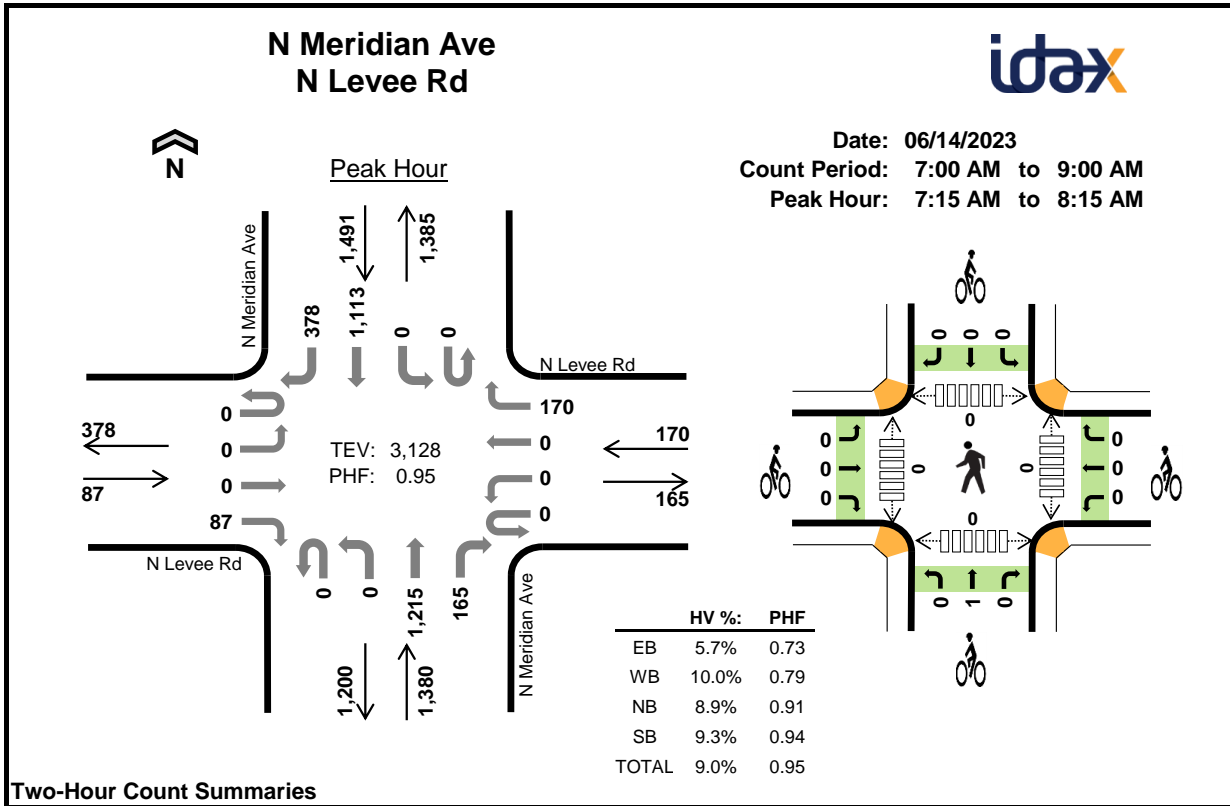 N Meridian Ave
N Levee Rd
idax
Date: 06/14/2023
Count Period: 7:00 AM to 9:00 AM
Peak Hour: 7:15 AM to 8:15 AM
N
Peak Hour
N Meridian Ave
1,491
1,385
378
1,113
0
0
N Levee Rd
0
0
0
87
378
87
TEV: 3,128
PHF: 0.95
170
0
0
0
170
165
N Levee Rd
0
0
1,215
165
N Meridian Ave
1,200
1,380
0 0 0
0
0
0
0
0
0
0
0
0
0
0
0 1 0
HV %: PHF
EB 5.7% 0.73
WB 10.0% 0.79
NB 8.9% 0.91
SB 9.3% 0.94
TOTAL 9.0% 0.95
Two-Hour Count Summaries